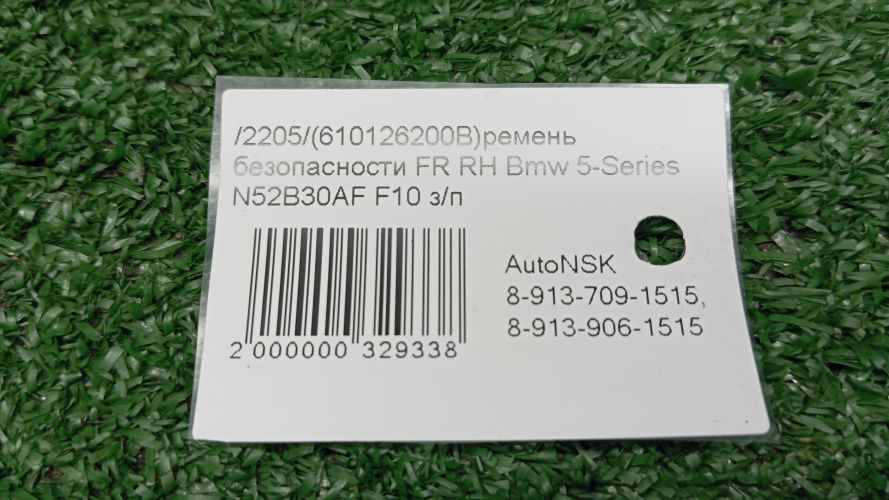 /2205/(610126200B)ремень
безопасности FR RH Bmw 5-Series
N52B30AF F10 з/п
AutoNSK
8-913-709-1515,
8-913-906-1515
2 000000 329338